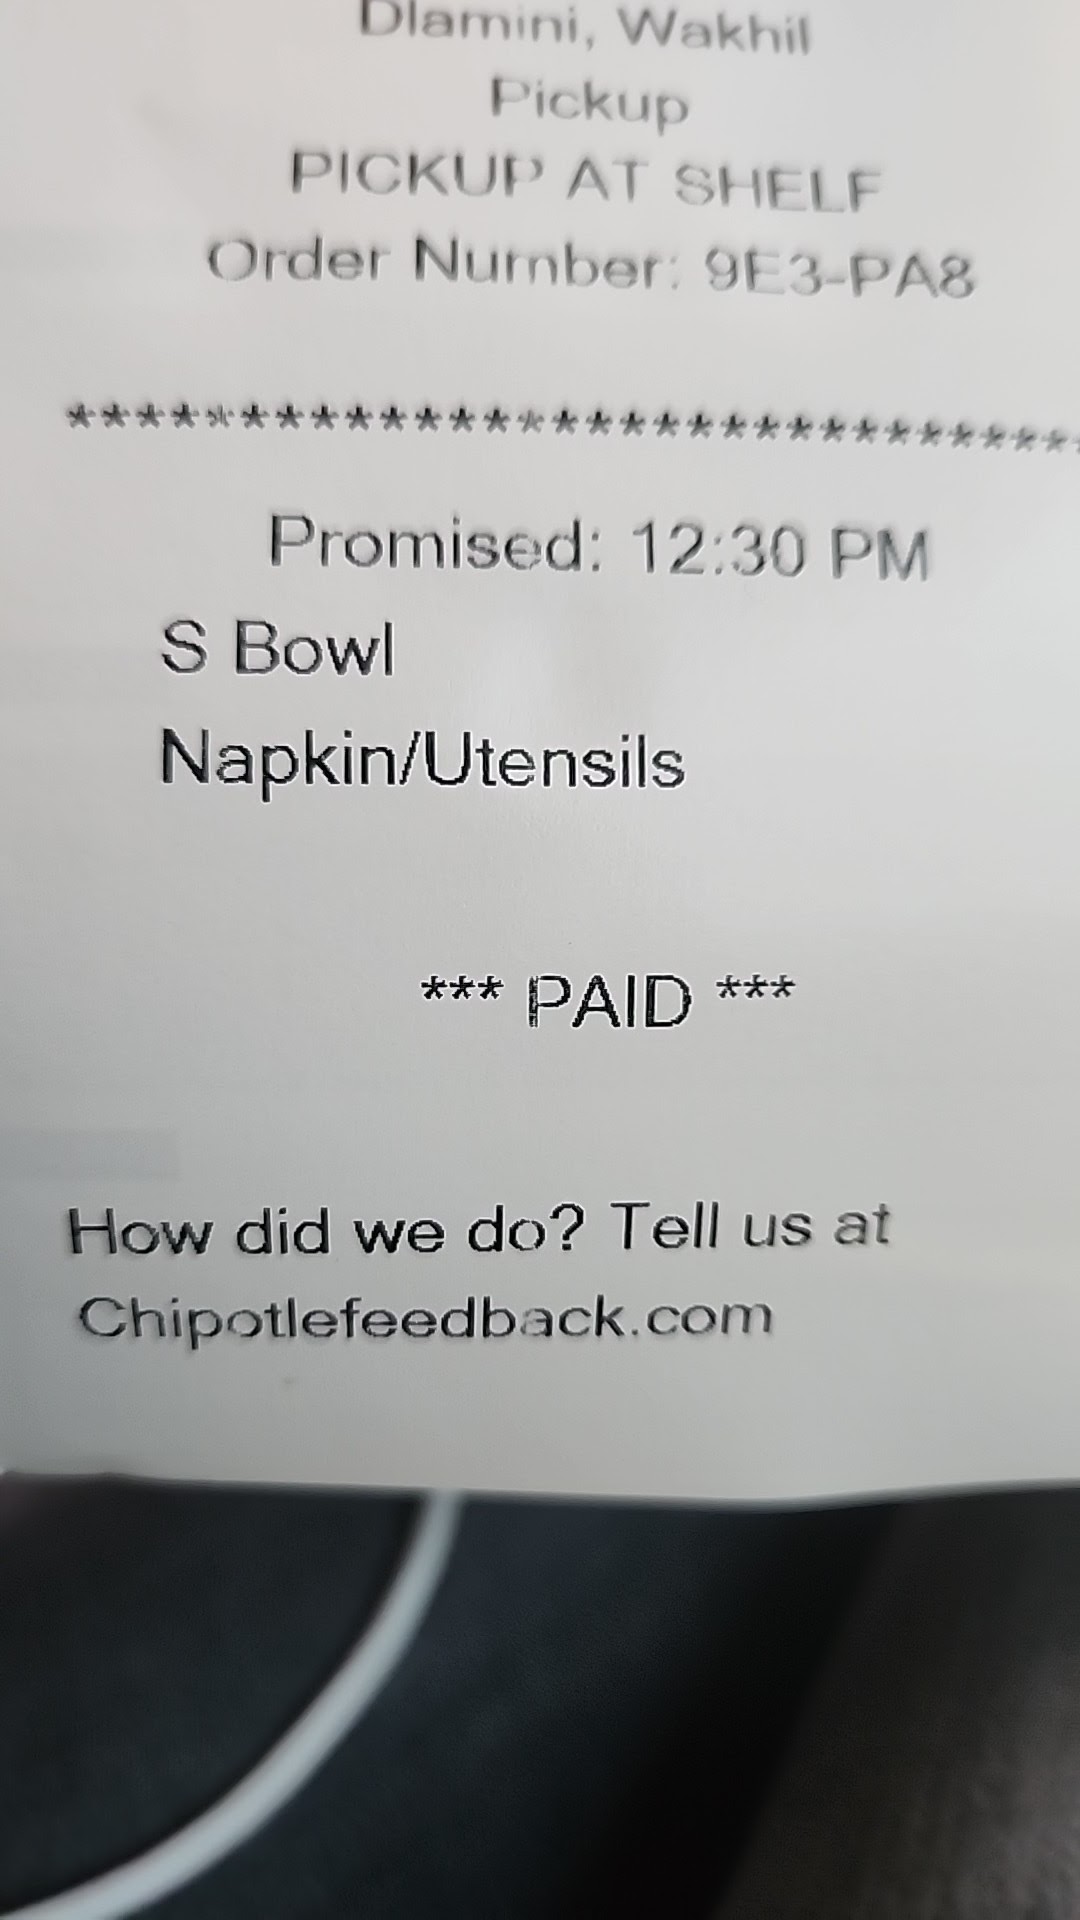 Dlamini, Wakhil
Pickup
PICKUP AT SHELF
Order Number: 9E3-PA8
********************************
Promised: 12:30 PM
S Bowl
Napkin/Utensils
*** PAID ***
How did we do? Tell us at
Chipotlefeedback.com